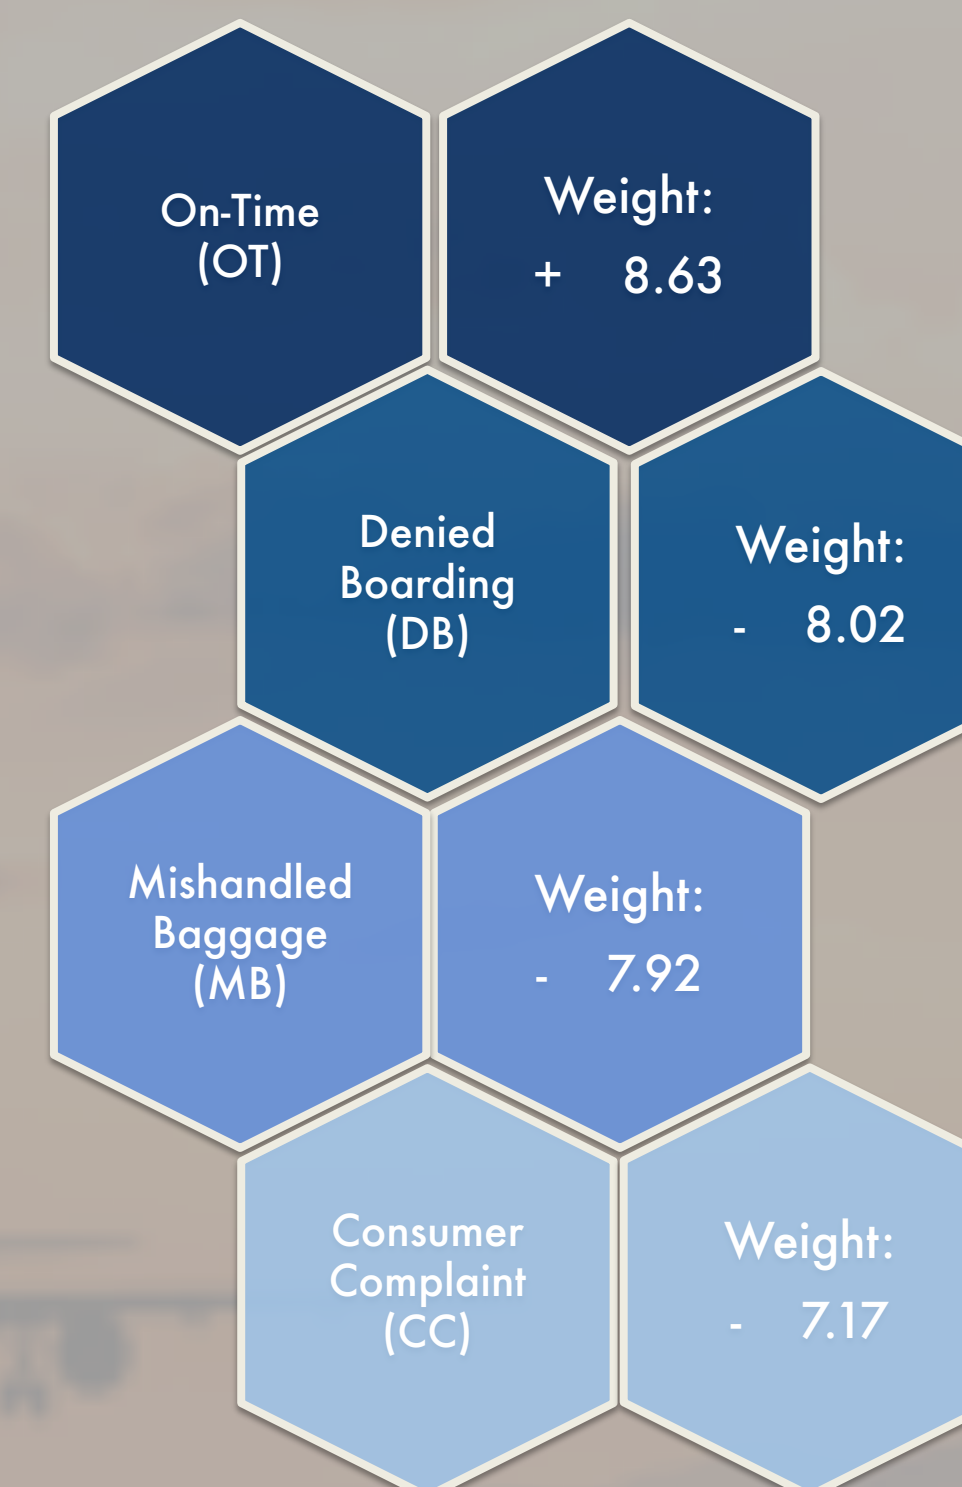 On-Time
(OT)
Weight:
+ 8.63
Denied
Boarding
(DB)
Weight:
- 8.02
Mishandled
Baggage
(MB)
Weight:
- 7.92
Consumer
Complaint
(CC)
Weight:
- 7.17